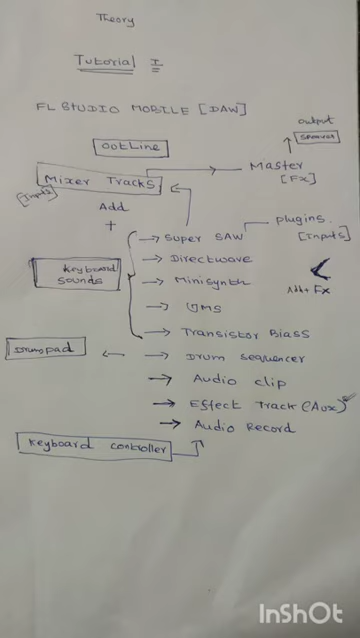 Theory
Tutorial I
FL STUDIO MOBILE [DAW]
output
OOtLine
Master
[Fx]
Mixer Tracks
[Inputs]
Add
+
plugins
[Inputs]
Super SAW
Directwave
Keyboard
Sounds
Minisynth
Add+ Fx
GMS
Transistor Biass
Drumpad
Drum sequencer
Audio clip
Effect Track (Aux)
Audio Record
Keyboard controller
InShOt